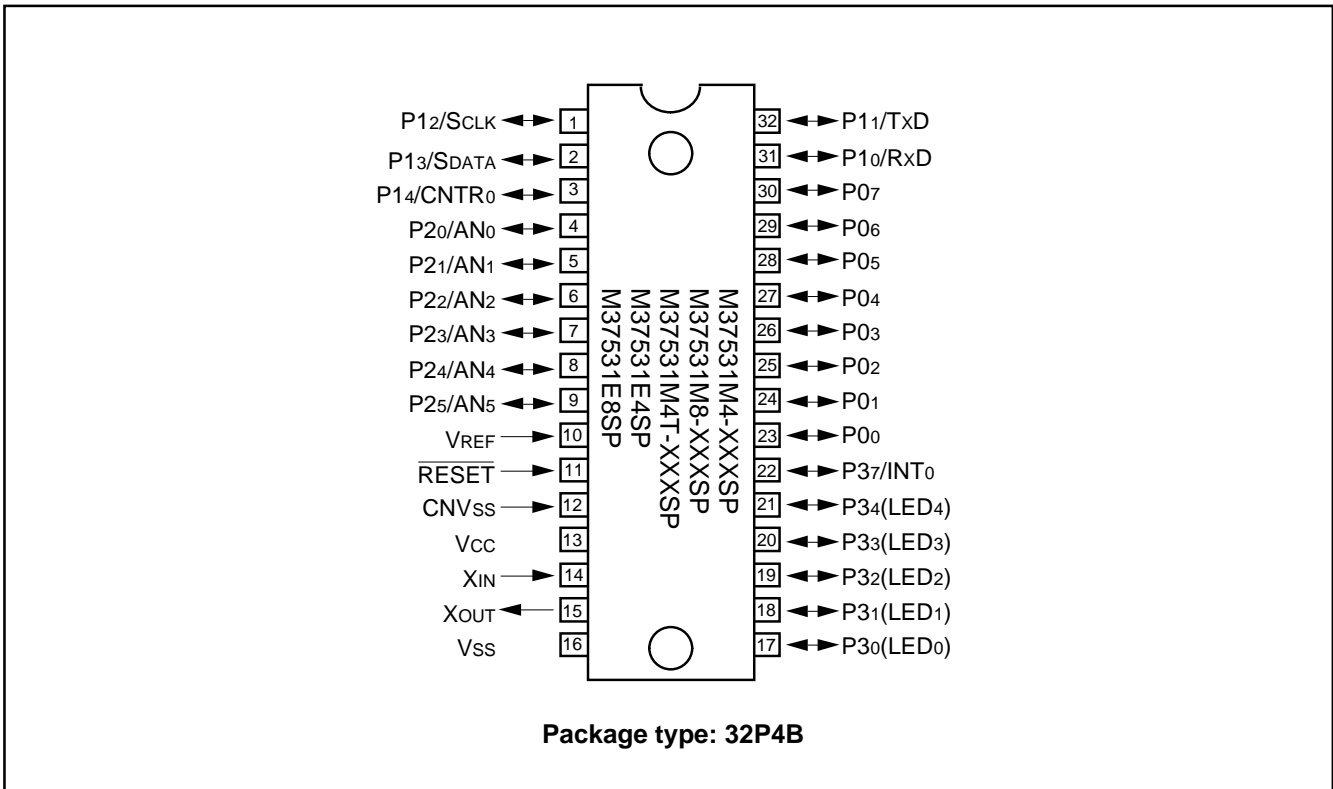 P12/SCLK
P13/SDATA
P14/CNTR0
P20/AN0
P21/AN1
P22/AN2
P23/AN3
P24/AN4
P25/AN5
VREF
RESET
CNVSS
VCC
XIN
XOUT
VSS
1
2
3
4
5
6
7
8
9
10
11
12
13
14
15
16
M37531M4-XXXSP
M37531M8-XXXSP
M37531M4T-XXXSP
M37531E4SP
M37531E8SP
32
31
30
29
28
27
26
25
24
23
22
21
20
19
18
17
P11/TXD
P10/RXD
P07
P06
P05
P04
P03
P02
P01
P00
P37/INT0
P34(LED4)
P33(LED3)
P32(LED2)
P31(LED1)
P30(LED0)
Package type: 32P4B